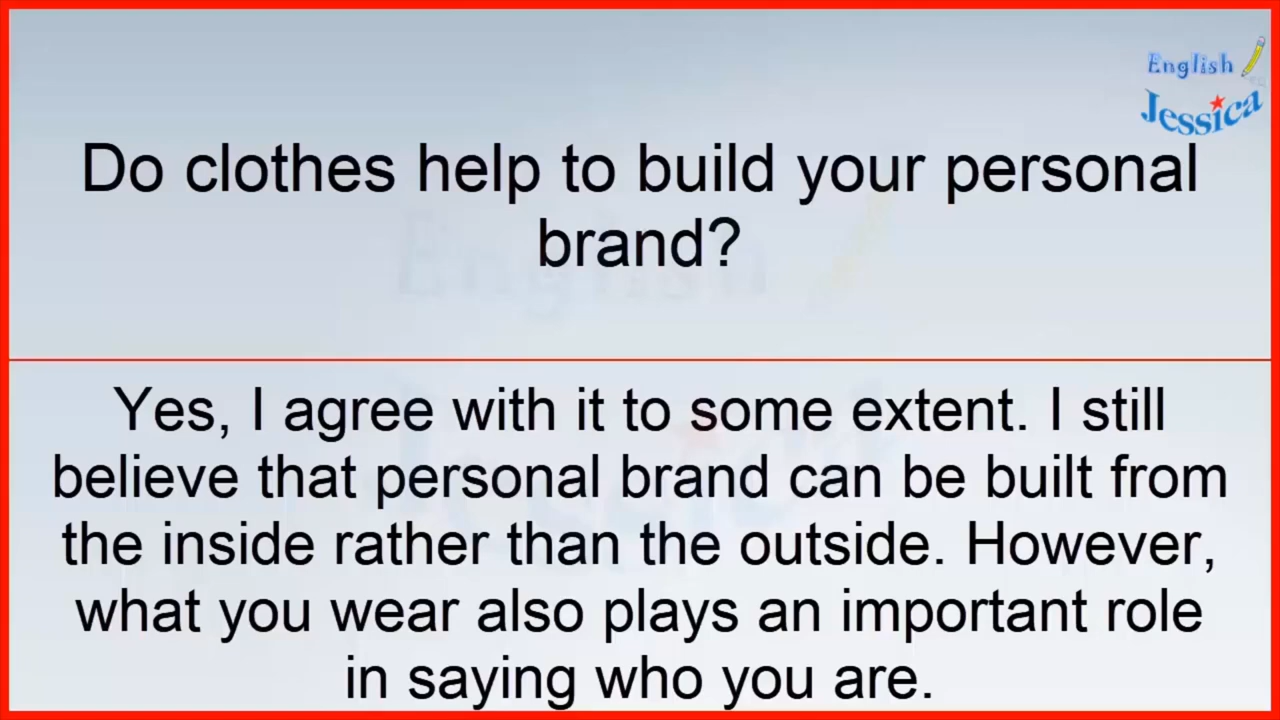 English
Jessica
Do clothes help to build your personal
brand?
Yes, I agree with it to some extent. I still
believe that personal brand can be built from
the inside rather than the outside. However,
what you wear also plays an important role
in saying who you are.